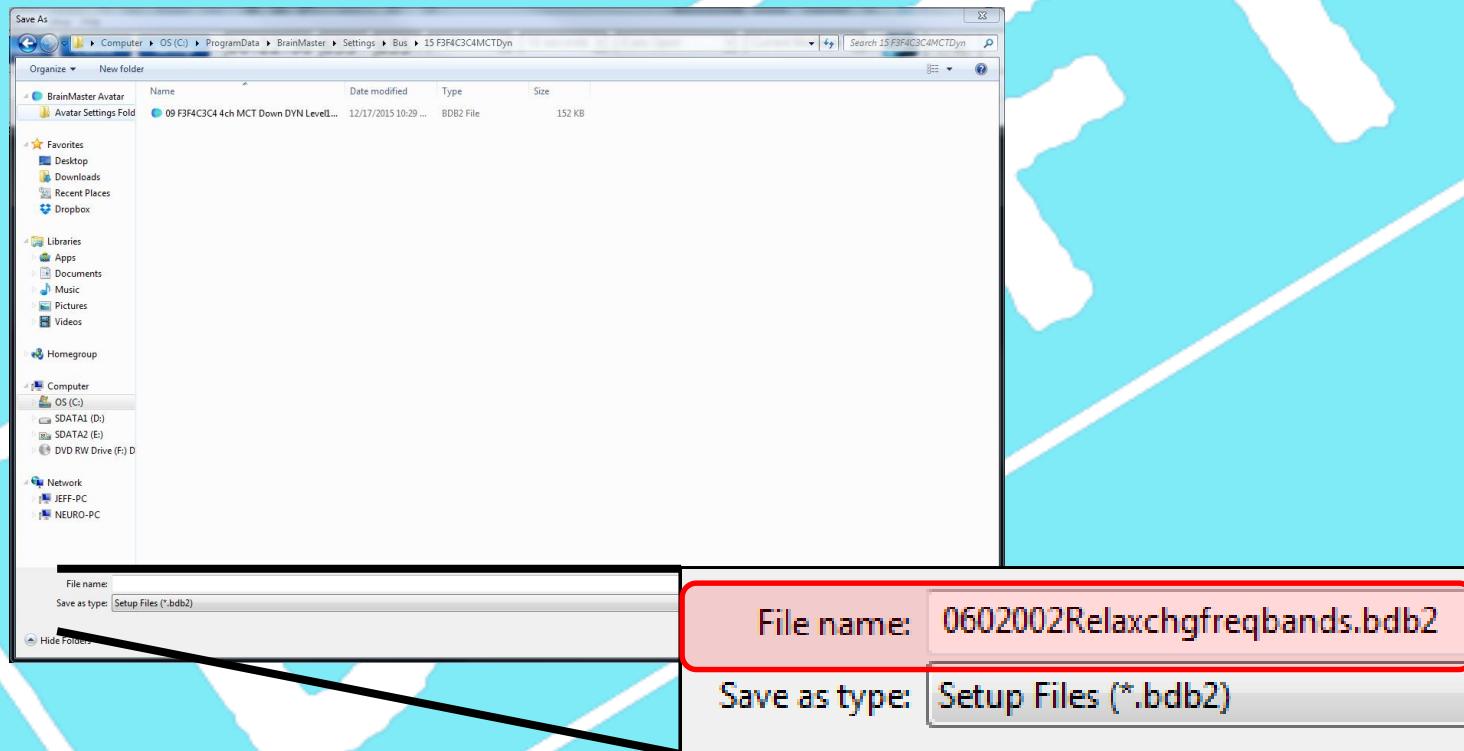 Save As
Computer ▸ OS (C:) ▸ ProgramData ▸ BrainMaster ▸ Settings ▸ Bus ▸ 15 F3F4C3C4MCTDyn
Search 15 F3F4C3C4MCTDyn
Organize New folder
Name Date modified Type Size
BrainMaster Avatar
Avatar Settings Fold
09 F3F4C3C4 4ch MCT Down DYN Level1... 12/17/2015 10:29 ... BDB2 File 152 KB
Favorites
Desktop
Downloads
Recent Places
Dropbox
Libraries
Apps
Documents
Music
Pictures
Videos
Homegroup
Computer
OS (C:)
SDATA1 (D:)
SDATA2 (E:)
DVD RW Drive (F:) D
Network
JEFF-PC
NEURO-PC
File name:
Save as type: Setup Files (*.bdb2)
Hide Folders
File name: 0602002Relaxchgfreqbands.bdb2
Save as type: Setup Files (*.bdb2)